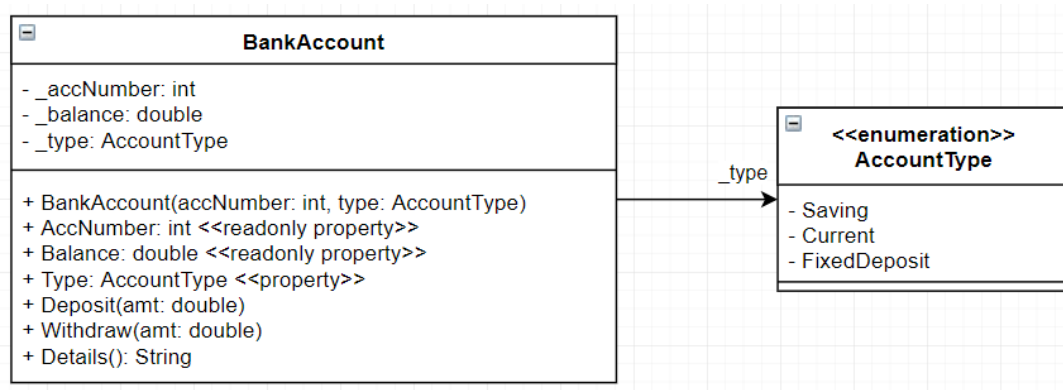 BankAccount
- _accNumber: int
- _balance: double
- _type: AccountType
+ BankAccount(accNumber: int, type: AccountType)
+ AccNumber: int <<readonly property>>
+ Balance: double <<readonly property>>
+ Type: AccountType <<property>>
+ Deposit(amt: double)
+ Withdraw(amt: double)
+ Details(): String
_type
<<enumeration>>
AccountType
- Saving
- Current
- FixedDeposit